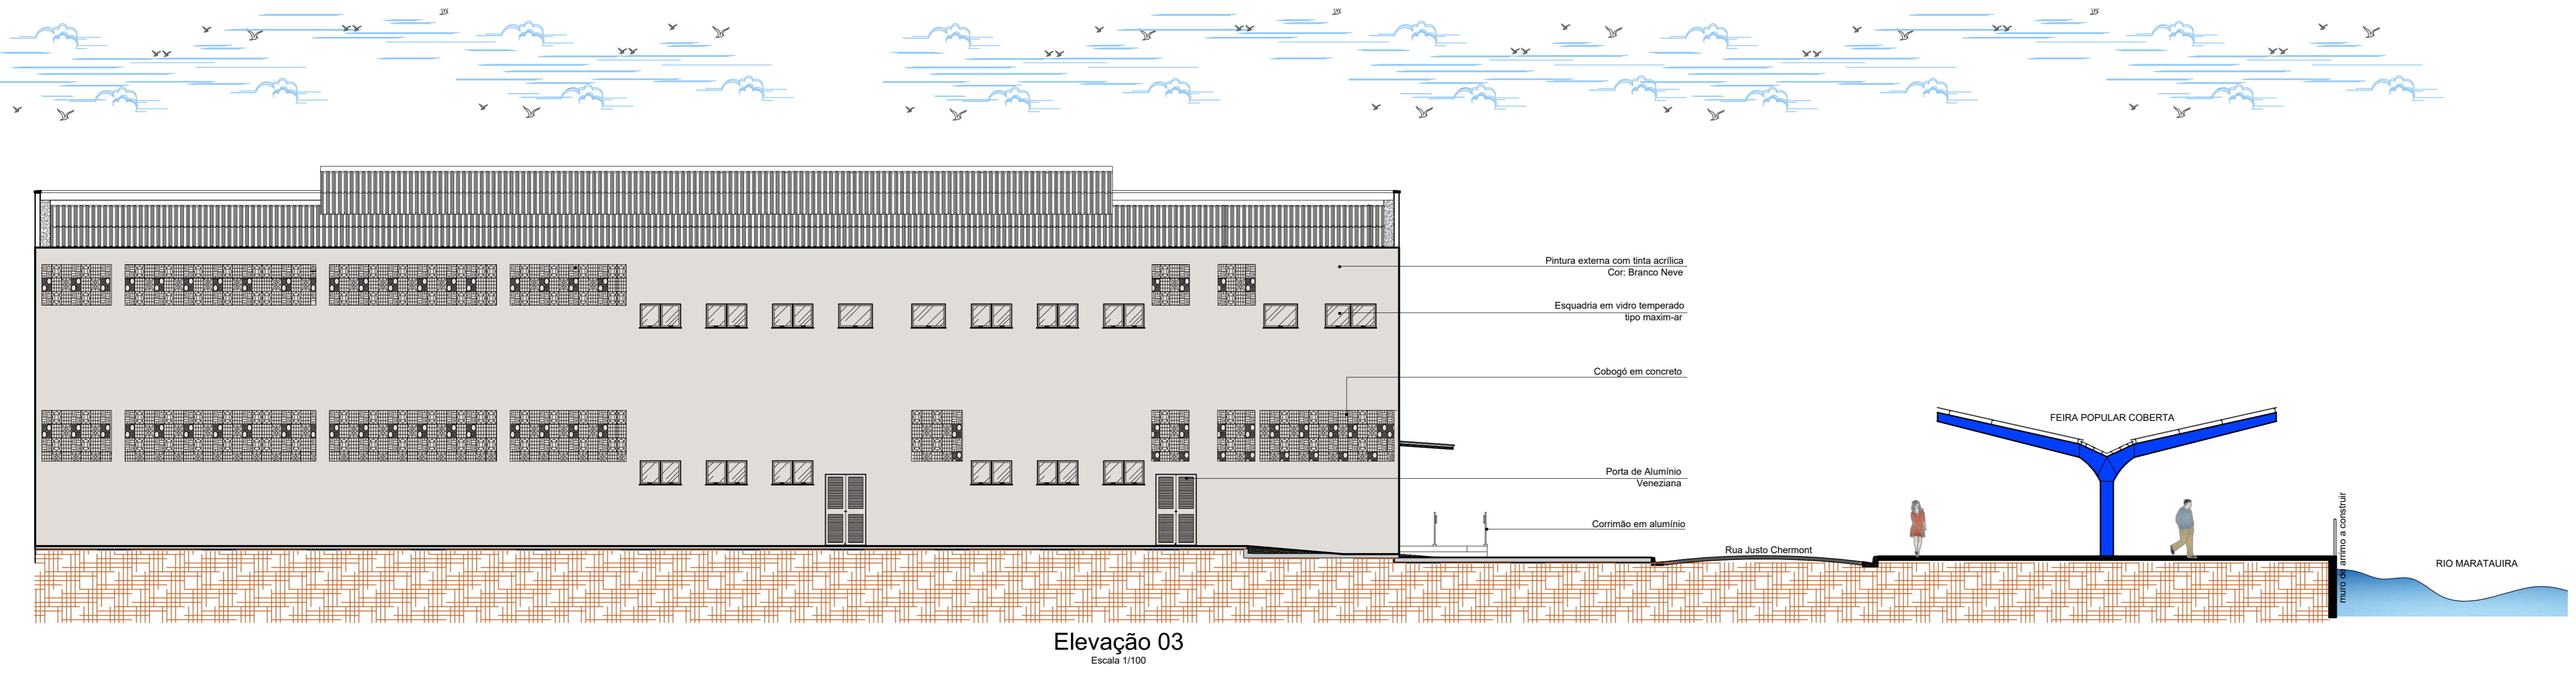 Pintura externa com tinta acrílica
Cor: Branco Neve
Esquadria em vidro temperado
tipo maxim-ar
Cobogó em concreto
FEIRA POPULAR COBERTA
Porta de Alumínio
Veneziana
Corrimão em alumínio
Rua Justo Chermont
muro de arrimo a construir
RIO MARATAUIRA
Elevação 03
Escala 1/100